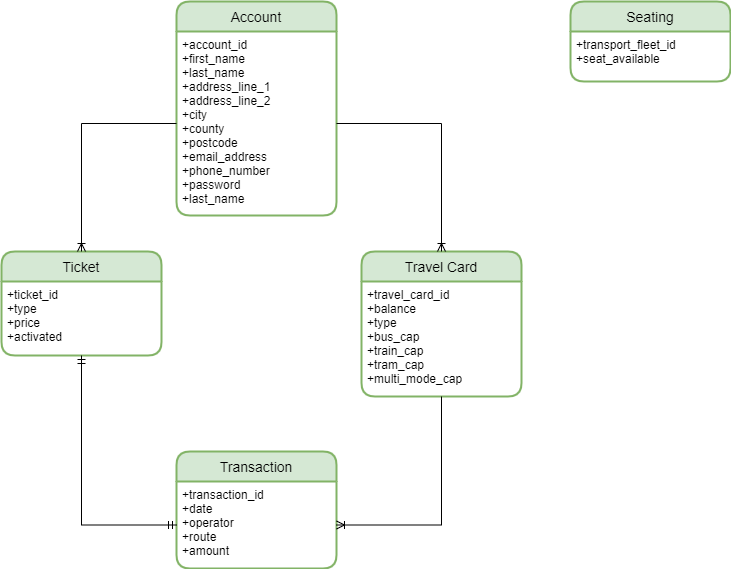 Account
+account_id
+first_name
+last_name
+address_line_1
+address_line_2
+city
+county
+postcode
+email_address
+phone_number
+password
+last_name
Seating
+transport_fleet_id
+seat_available
Ticket
+ticket_id
+type
+price
+activated
Travel Card
+travel_card_id
+balance
+type
+bus_cap
+train_cap
+tram_cap
+multi_mode_cap
Transaction
+transaction_id
+date
+operator
+route
+amount